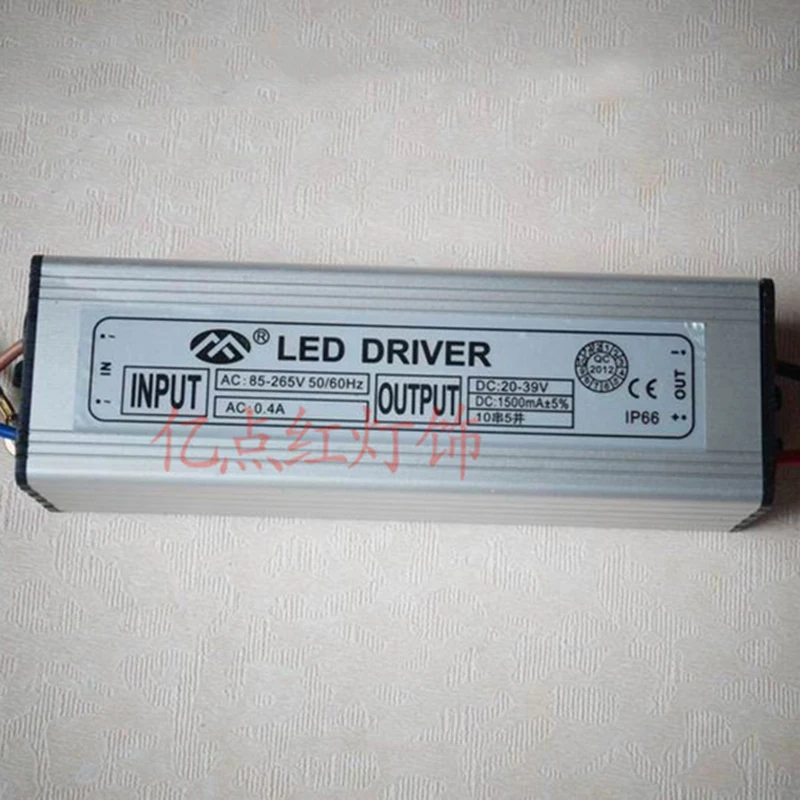 ® LED DRIVER
IN
INPUT
AC: 85-265V 50/60Hz
AC: 0.4A
OUTPUT
DC:20-39V
DC:1500mA±5%
10串5并
QC
2012
CE
IP66
OUT
亿点红灯饰